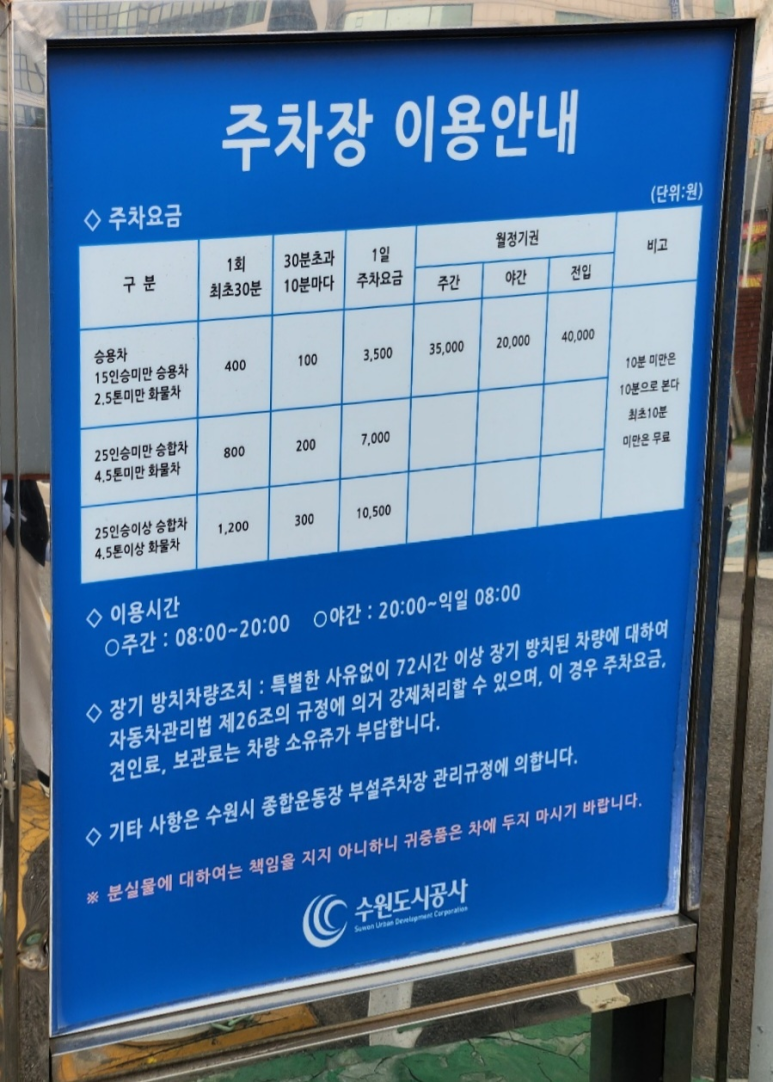 주차장 이용안내
(단위:원)
◇ 주차요금
구 분 1회 최초30분 30분초과 10분마다 1일 주차요금 월정기권 비고
주간 야간 전입
승용차
15인승미만 승용차
2.5톤미만 화물차
400 100 3,500 35,000 20,000 40,000
25인승미만 승합차
4.5톤미만 화물차
800 200 7,000
25인승이상 승합차
4.5톤이상 화물차
1,200 300 10,500
10분 미만은
10분으로 본다
최초10분
미만은 무료
◇ 이용시간
○주간 : 08:00~20:00 ○야간 : 20:00~익일 08:00
◇ 장기 방치차량조치 : 특별한 사유없이 72시간 이상 장기 방치된 차량에 대하여
자동차관리법 제26조의 규정에 의거 강제처리할 수 있으며, 이 경우 주차요금,
견인료, 보관료는 차량 소유쥬가 부담합니다.
◇ 기타 사항은 수원시 종합운동장 부설주차장 관리규정에 의합니다.
※ 분실물에 대하여는 책임을 지지 아니하니 귀중품은 차에 두지 마시기 바랍니다.
수원도시공사
Suwon Urban Development Corporation